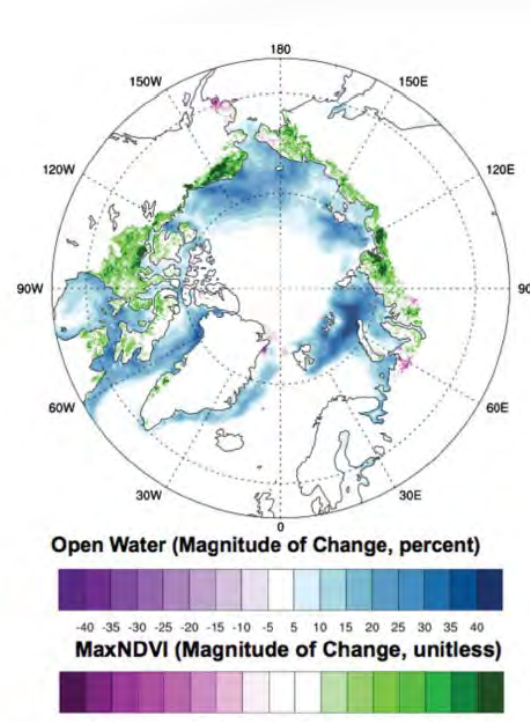 180
150W 150E
120W 120E
90W 90
60W 60E
30W 30E
0
Open Water (Magnitude of Change, percent)
-40 -35 -30 -25 -20 -15 -10 -5 5 10 15 20 25 30 35 40
MaxNDVI (Magnitude of Change, unitless)